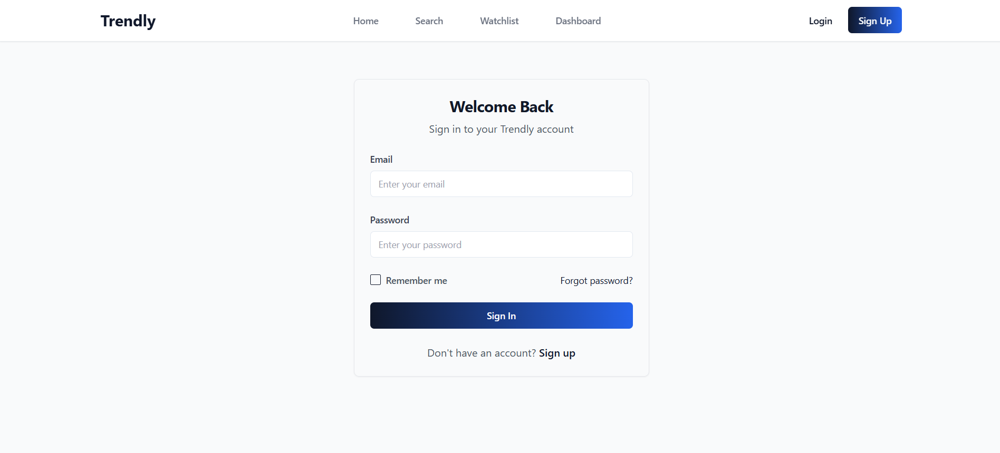 Trendly Home Search Watchlist Dashboard Login Sign Up
Welcome Back
Sign in to your Trendly account
Email
Enter your email
Password
Enter your password
Remember me Forgot password?
Sign In
Don't have an account? Sign up